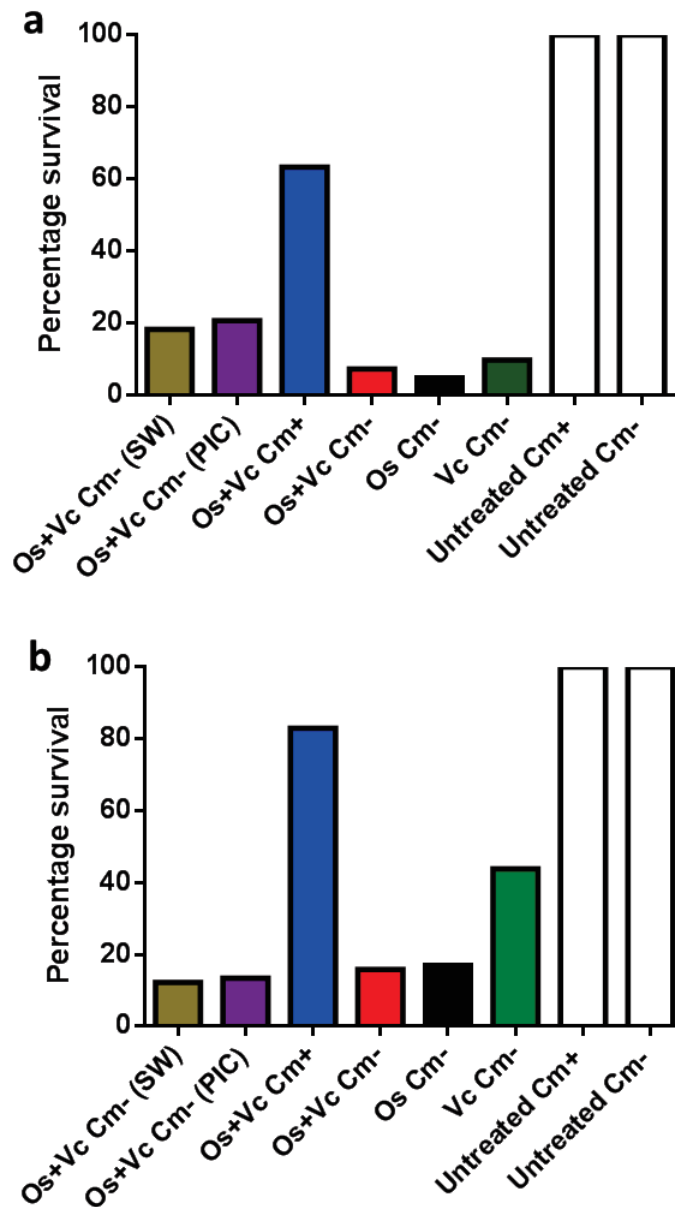 a
Percentage survival
100
80
60
40
20
0
Os+Vc Cm- (SW)
Os+Vc Cm- (PIC)
Os+Vc Cm+
Os+Vc Cm-
Os Cm-
Vc Cm-
Untreated Cm+
Untreated Cm-
b
Percentage survival
100
80
60
40
20
0
Os+Vc Cm- (SW)
Os+Vc Cm- (PIC)
Os+Vc Cm+
Os+Vc Cm-
Os Cm-
Vc Cm-
Untreated Cm+
Untreated Cm-